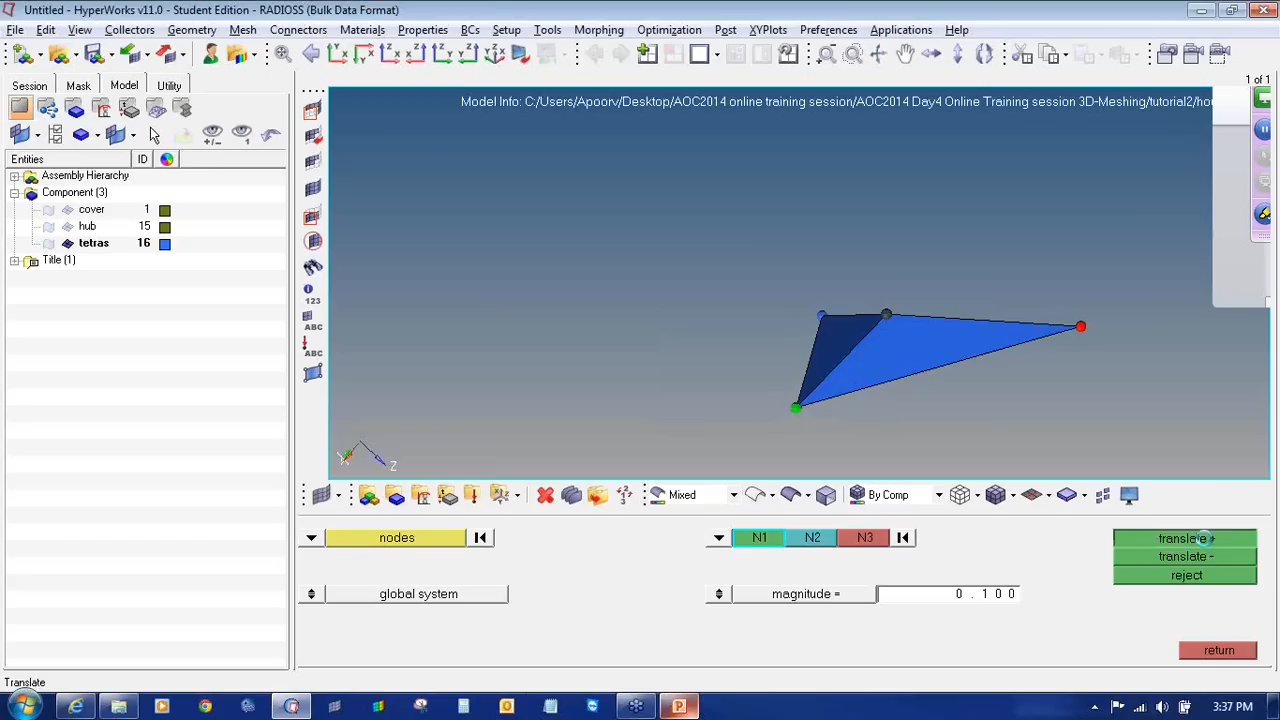 Untitled - HyperWorks v11.0 - Student Edition - RADIOSS (Bulk Data Format)
File Edit View Collectors Geometry Mesh Connectors Materials Properties BCs Setup Tools Morphing Optimization Post XYPlots Preferences Applications Help
Session Mask Model Utility
1 of 1
Model Info: C:/Users/Apoorv/Desktop/AOC2014 online training session/AOC2014 Day4 Online Training session 3D-Meshing/tutorial2/hou
Entities ID
Assembly Hierarchy
Component (3)
cover 1
hub 15
tetras 16
Title (1)
123
ABC
ABC
Z
Mixed
By Comp
nodes N1 N2 N3 translate +
translate -
reject
global system magnitude = 0 . 1 0 0
return
Translate
3:37 PM